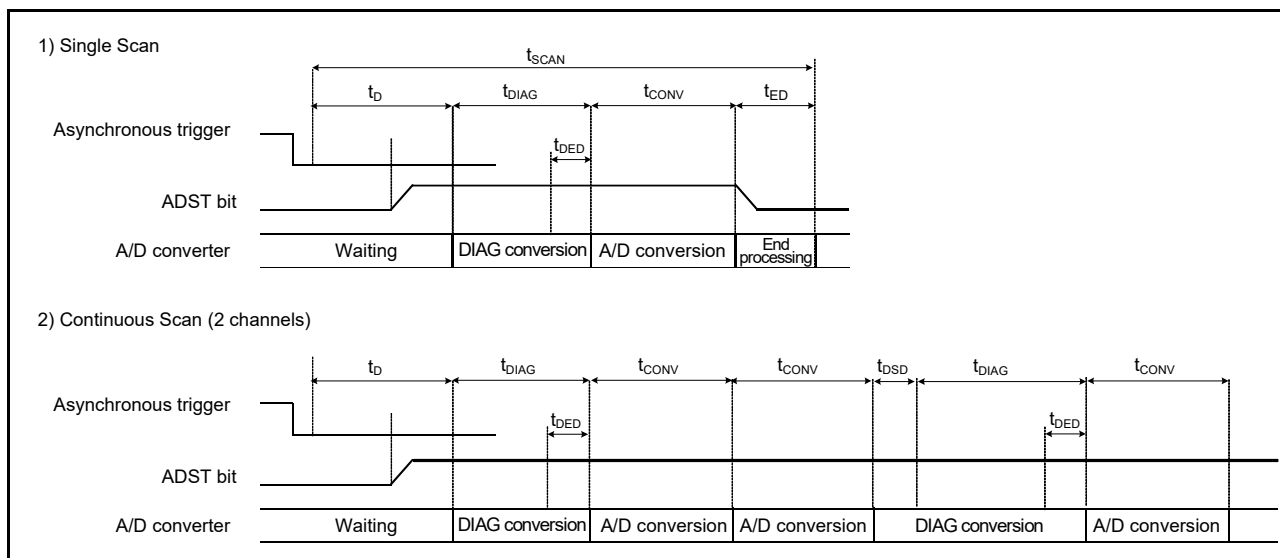 1) Single Scan
tSCAN
tD tDIAG tCONV tED
Asynchronous trigger
tDED
ADST bit
A/D converter Waiting DIAG conversion A/D conversion End processing
2) Continuous Scan (2 channels)
tD tDIAG tCONV tCONV tDSD tDIAG tCONV
Asynchronous trigger
tDED tDED
ADST bit
A/D converter Waiting DIAG conversion A/D conversion A/D conversion DIAG conversion A/D conversion